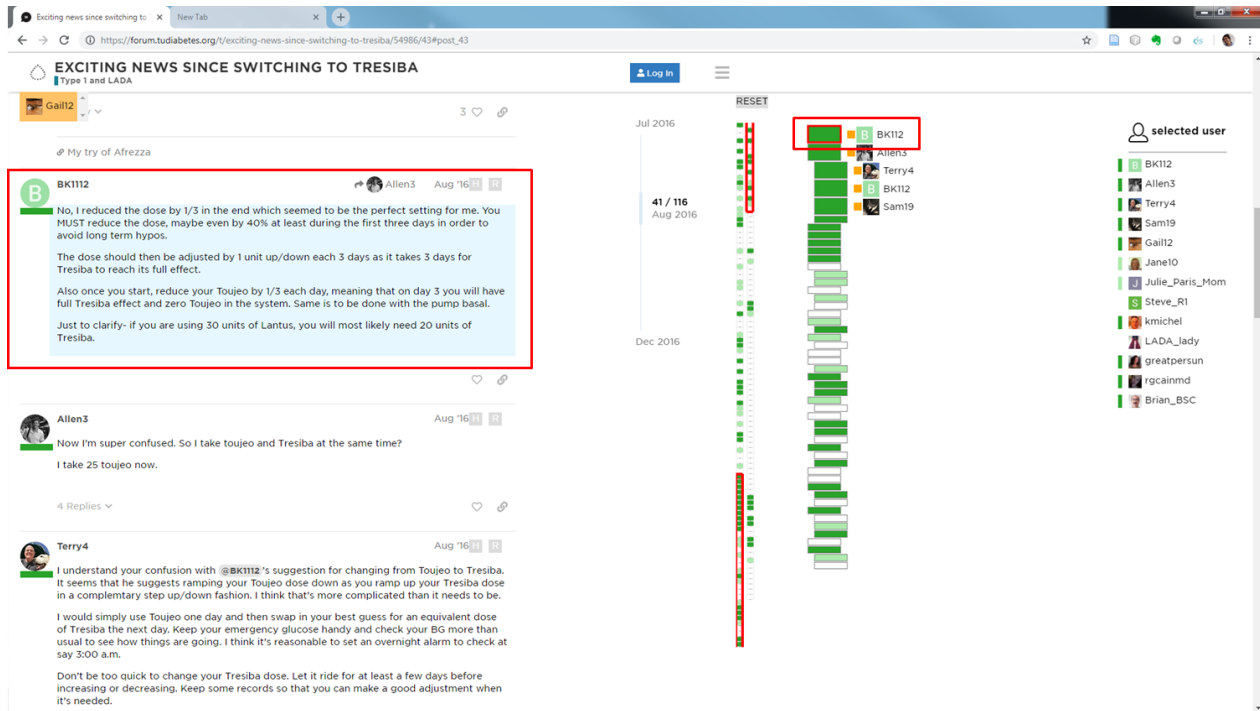 Exciting news since switching to
New Tab
https://forum.tudiabetes.org/t/exciting-news-since-switching-to-tresiba/54986/43#post_43
EXCITING NEWS SINCE SWITCHING TO TRESIBA
Type 1 and LADA
Log In
Gail12
3
My try of Afrezza
BK1112
Allen3 Aug '16 H R
No, I reduced the dose by 1/3 in the end which seemed to be the perfect setting for me. You
MUST reduce the dose, maybe even by 40% at least during the first three days in order to
avoid long term hypos.
The dose should then be adjusted by 1 unit up/down each 3 days as it takes 3 days for
Tresiba to reach its full effect.
Also once you start, reduce your Toujeo by 1/3 each day, meaning that on day 3 you will have
full Tresiba effect and zero Toujeo in the system. Same is to be done with the pump basal.
Just to clarify- if you are using 30 units of Lantus, you will most likely need 20 units of
Tresiba.
Allen3
Aug '16 H R
Now I'm super confused. So I take toujeo and Tresiba at the same time?
I take 25 toujeo now.
4 Replies
Terry4
Aug '16 H R
I understand your confusion with @BK1112 's suggestion for changing from Toujeo to Tresiba.
It seems that he suggests ramping your Toujeo dose down as you ramp up your Tresiba dose
in a complemtary step up/down fashion. I think that's more complicated than it needs to be.
I would simply use Toujeo one day and then swap in your best guess for an equivalent dose
of Tresiba the next day. Keep your emergency glucose handy and check your BG more than
usual to see how things are going. I think it's reasonable to set an overnight alarm to check at
say 3:00 a.m.
Don't be too quick to change your Tresiba dose. Let it ride for at least a few days before
increasing or decreasing. Keep some records so that you can make a good adjustment when
it's needed.
Jul 2016
41 / 116
Aug 2016
Dec 2016
RESET
B BK112
Allen3
Terry4
B BK112
Sam19
selected user
B BK112
Allen3
Terry4
Sam19
Gail12
Jane10
J Julie_Paris_Mom
S Steve_R1
kmichel
LADA_lady
greatpersun
rgcainmd
Brian_BSC